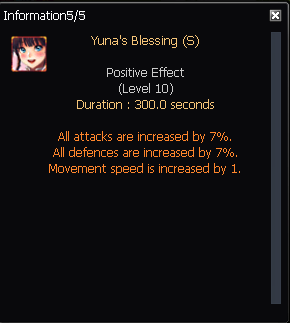 Information5/5
Yuna's Blessing (S)
Positive Effect
(Level 10)
Duration : 300.0 seconds
All attacks are increased by 7%.
All defences are increased by 7%.
Movement speed is increased by 1.